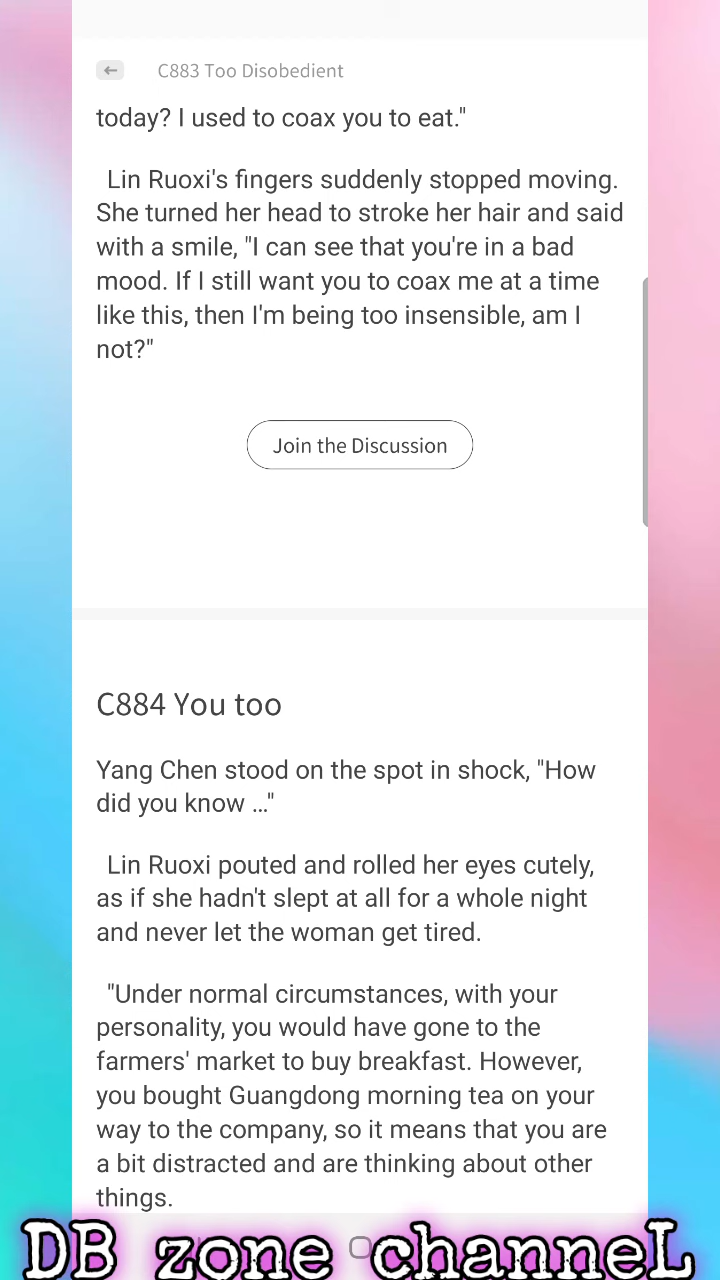 C883 Too Disobedient
today? I used to coax you to eat."
Lin Ruoxi's fingers suddenly stopped moving.
She turned her head to stroke her hair and said
with a smile, "I can see that you're in a bad
mood. If I still want you to coax me at a time
like this, then I'm being too insensible, am I
not?"
Join the Discussion
C884 You too
Yang Chen stood on the spot in shock, "How
did you know ..."
Lin Ruoxi pouted and rolled her eyes cutely,
as if she hadn't slept at all for a whole night
and never let the woman get tired.
"Under normal circumstances, with your
personality, you would have gone to the
farmers' market to buy breakfast. However,
you bought Guangdong morning tea on your
way to the company, so it means that you are
a bit distracted and are thinking about other
things.
DB zone channeL